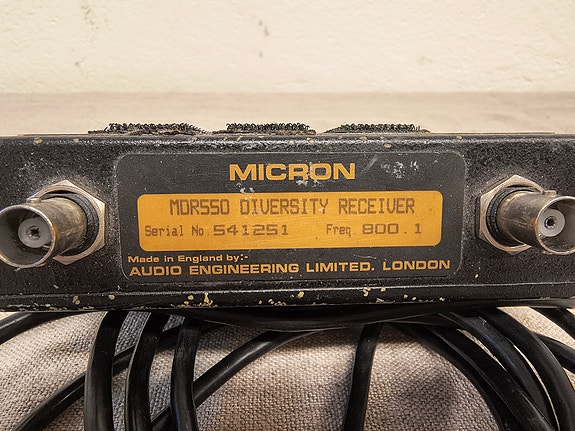 MICRON
MDR550 DIVERSITY RECEIVER
Serial No 541251 Freq. 800.1
Made in England by:-
AUDIO ENGINEERING LIMITED. LONDON